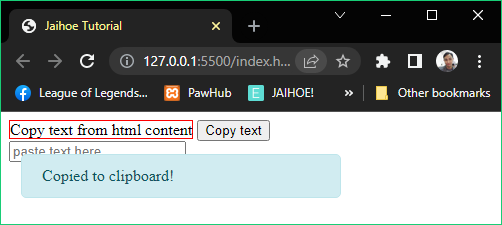 Jaihoe Tutorial
127.0.0.1:5500/index.h...
League of Legends... PawHub JAIHOE! » Other bookmarks
Copy text from html content Copy text
paste text here
Copied to clipboard!